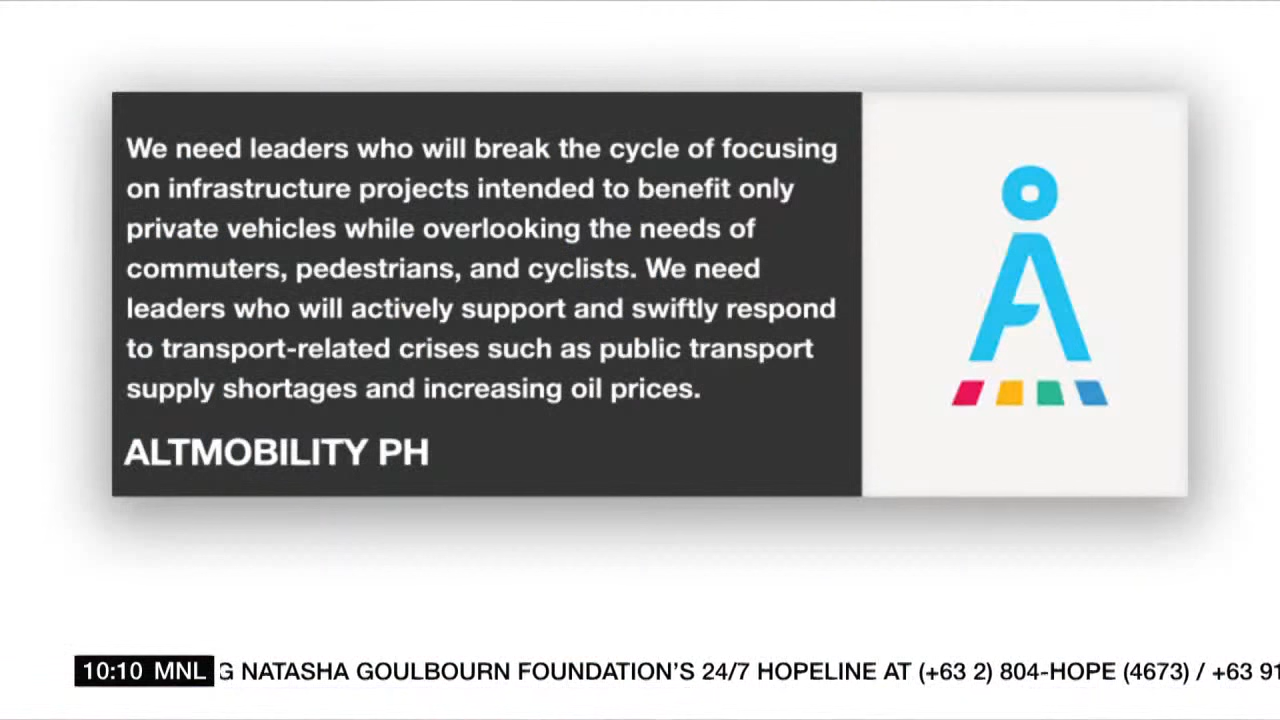 We need leaders who will break the cycle of focusing
on infrastructure projects intended to benefit only
private vehicles while overlooking the needs of
commuters, pedestrians, and cyclists. We need
leaders who will actively support and swiftly respond
to transport-related crises such as public transport
supply shortages and increasing oil prices.
ALTMOBILITY PH
10:10 MNL G NATASHA GOULBOURN FOUNDATION'S 24/7 HOPELINE AT (+63 2) 804-HOPE (4673) / +63 91